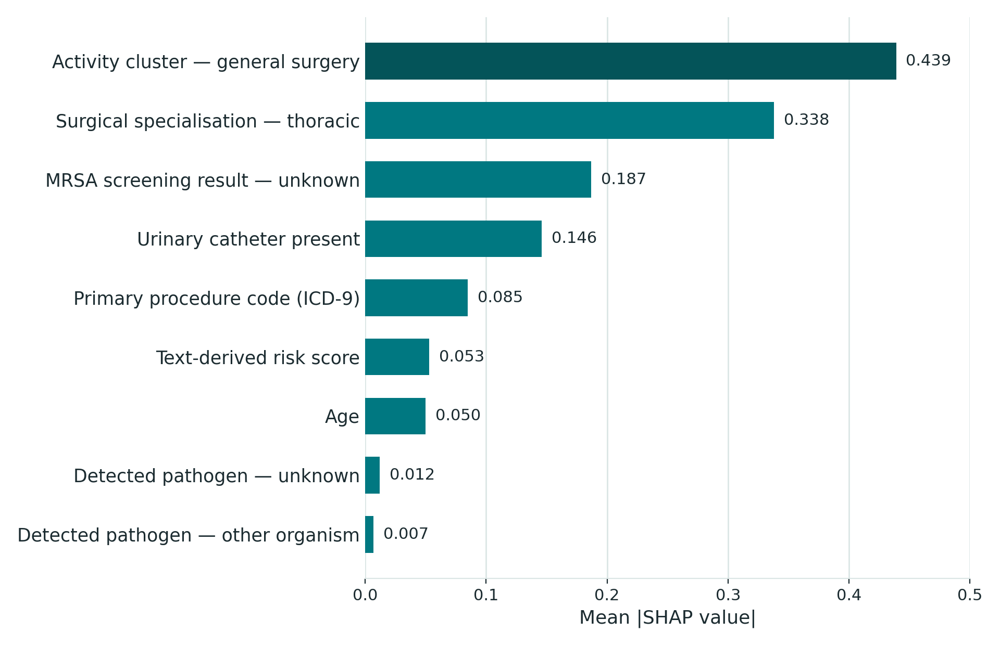 Activity cluster — general surgery 0.439
Surgical specialisation — thoracic 0.338
MRSA screening result — unknown 0.187
Urinary catheter present 0.146
Primary procedure code (ICD-9) 0.085
Text-derived risk score 0.053
Age 0.050
Detected pathogen — unknown 0.012
Detected pathogen — other organism 0.007
0.0 0.1 0.2 0.3 0.4 0.5
Mean |SHAP value|